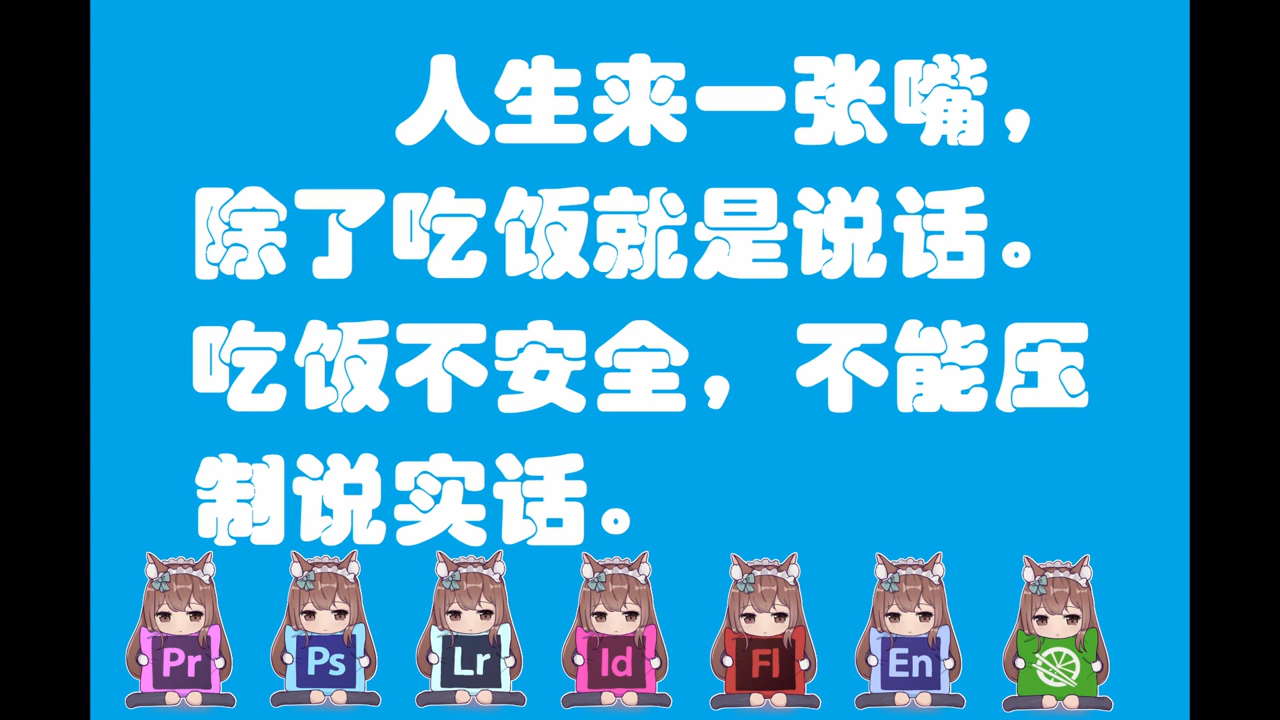 人生来一张嘴，
除了吃饭就是说话。
吃饭不安全，不能压
制说实话。
Pr Ps Lr Id Fl En